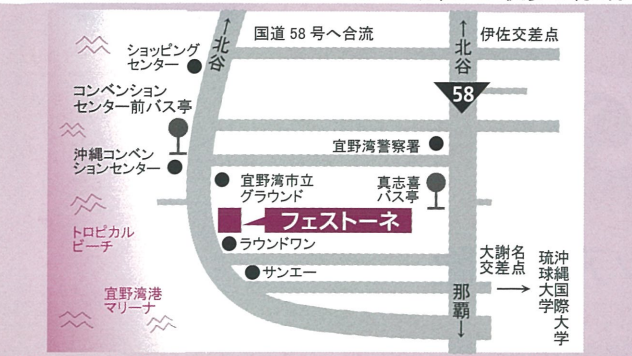 ↑北谷
国道 58 号へ合流
↑北谷
伊佐交差点
ショッピング
センター
58
コンベンション
センター前バス亭
宜野湾警察署
沖縄コンベン
ションセンター
宜野湾市立
グラウンド
真志喜
バス亭
フェストーネ
トロピカル
ビーチ
ラウンドワン
サンエー
大謝名
交差点
→
沖縄国際大学
琉球大学
宜野湾港
マリーナ
那覇↓